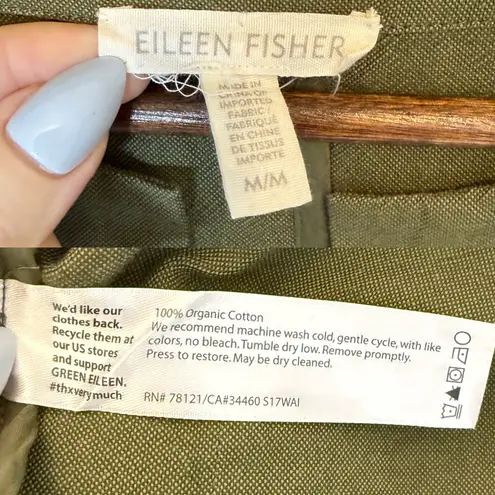 EILEEN FISHER
MADE IN
CHINA OF
IMPORTED
FABRIC/
FABRIQUÉ
EN CHINE
DE TISSUS
IMPORTÉ
M/M
We'd like our
clothes back.
Recycle them at
our US stores
and support
GREEN EILEEN.
#thxverymuch
100% Organic Cotton
We recommend machine wash cold, gentle cycle, with like
colors, no bleach. Tumble dry low. Remove promptly.
Press to restore. May be dry cleaned.
RN# 78121/CA#34460 S17WAI